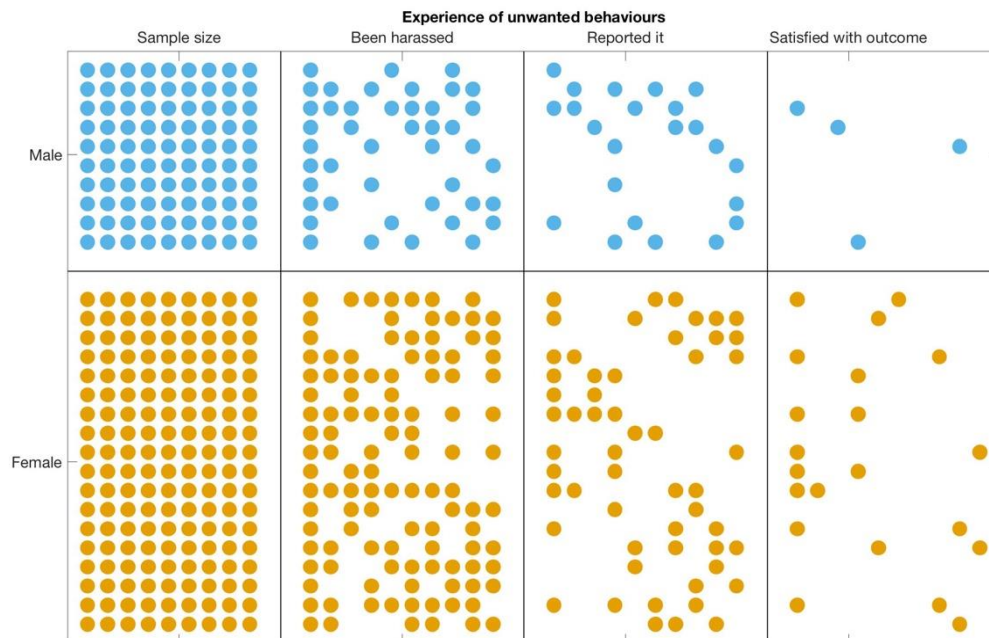 Experience of unwanted behaviours
Sample size Been harassed Reported it Satisfied with outcome
Male
Female